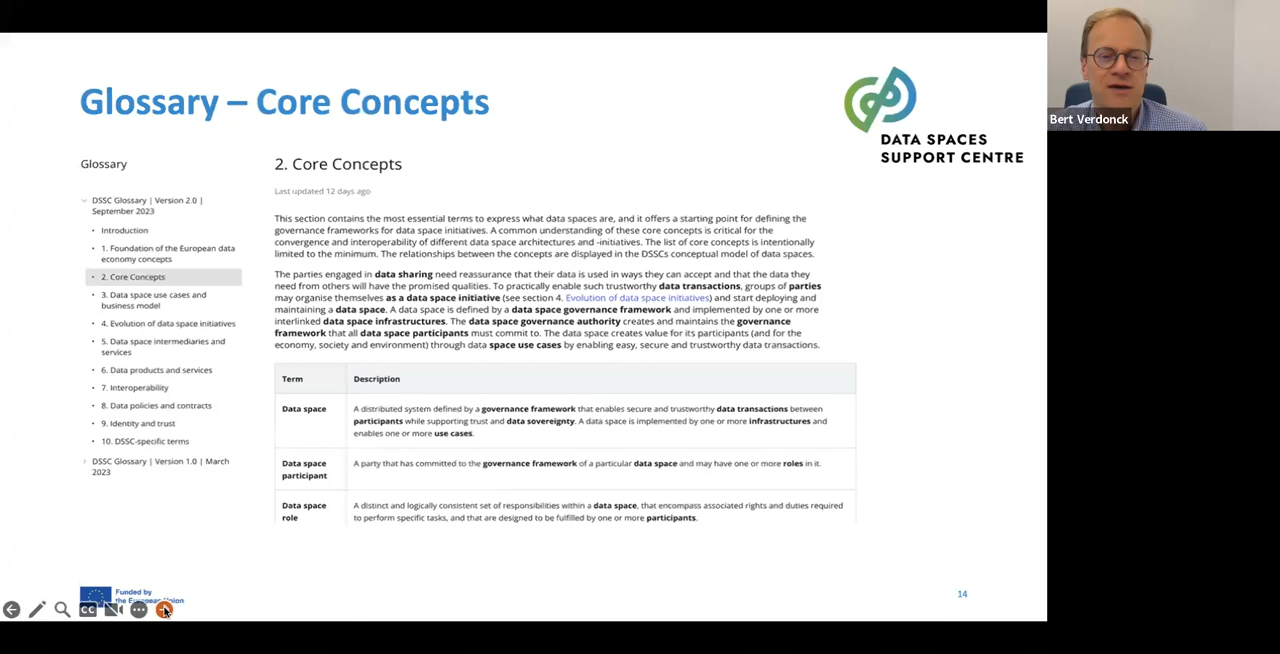 Glossary – Core Concepts
DATA SPACES
SUPPORT CENTRE
Bert Verdonck
Glossary
DSSC Glossary | Version 2.0 |
September 2023
Introduction
1. Foundation of the European data
economy concepts
2. Core Concepts
3. Data space use cases and
business model
4. Evolution of data space initiatives
5. Data space intermediaries and
services
6. Data products and services
7. Interoperability
8. Data policies and contracts
9. Identity and trust
10. DSSC-specific terms
DSSC Glossary | Version 1.0 | March
2023
2. Core Concepts
Last updated 12 days ago
This section contains the most essential terms to express what data spaces are, and it offers a starting point for defining the
governance frameworks for data space initiatives. A common understanding of these core concepts is critical for the
convergence and interoperability of different data space architectures and -initiatives. The list of core concepts is intentionally
limited to the minimum. The relationships between the concepts are displayed in the DSSCs conceptual model of data spaces.
The parties engaged in data sharing need reassurance that their data is used in ways they can accept and that the data they
need from others will have the promised qualities. To practically enable such trustworthy data transactions, groups of parties
may organise themselves as a data space initiative (see section 4. Evolution of data space initiatives) and start deploying and
maintaining a data space. A data space is defined by a data space governance framework and implemented by one or more
interlinked data space infrastructures. The data space governance authority creates and maintains the governance
framework that all data space participants must commit to. The data space creates value for its participants (and for the
economy, society and environment) through data space use cases by enabling easy, secure and trustworthy data transactions.
Term Description
Data space A distributed system defined by a governance framework that enables secure and trustworthy data transactions between
participants while supporting trust and data sovereignty. A data space is implemented by one or more infrastructures and
enables one or more use cases.
Data space A party that has committed to the governance framework of a particular data space and may have one or more roles in it.
participant
Data space A distinct and logically consistent set of responsibilities within a data space, that encompass associated rights and duties required
role to perform specific tasks, and that are designed to be fulfilled by one or more participants.
Funded by
the European Union
CC
14